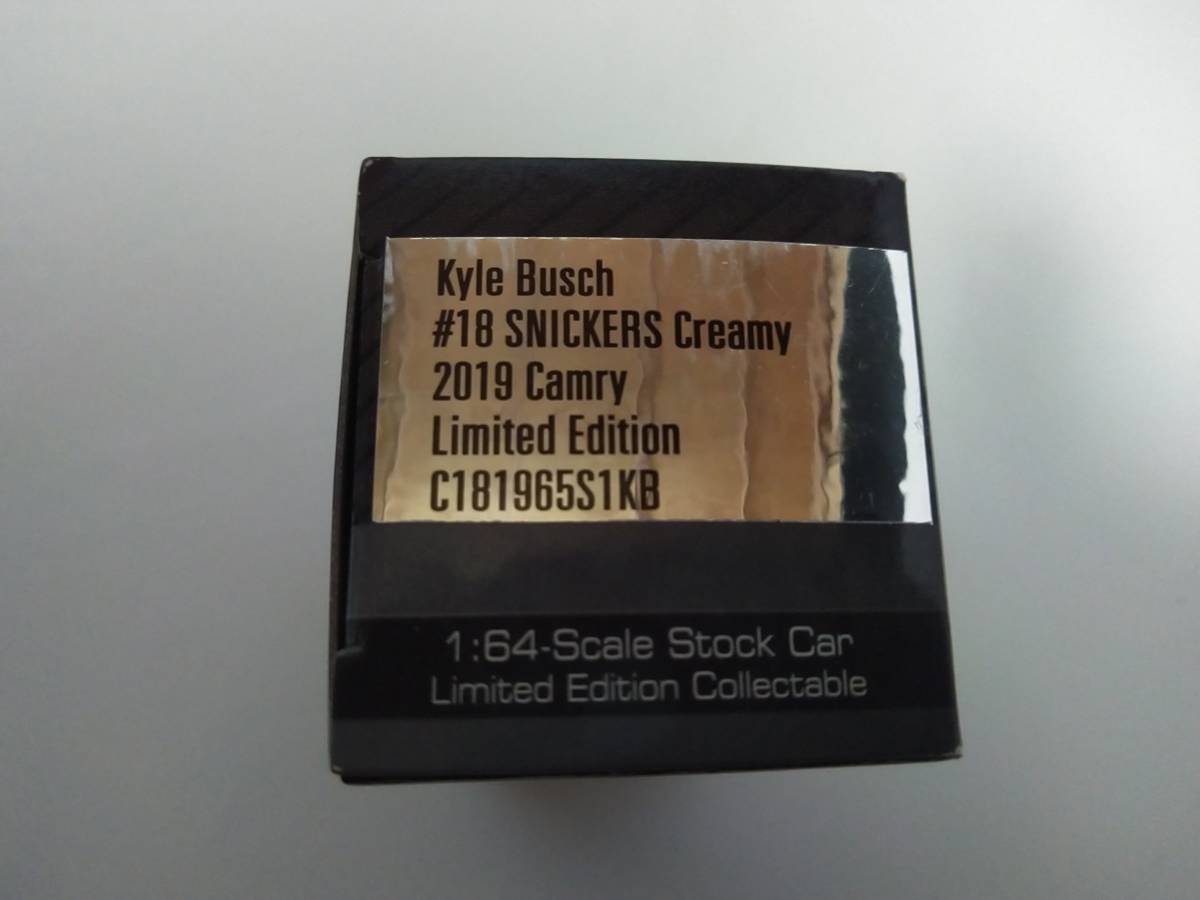 Kyle Busch
#18 SNICKERS Creamy
2019 Camry
Limited Edition
C181965S1KB
1:64-Scale Stock Car
Limited Edition Collectable